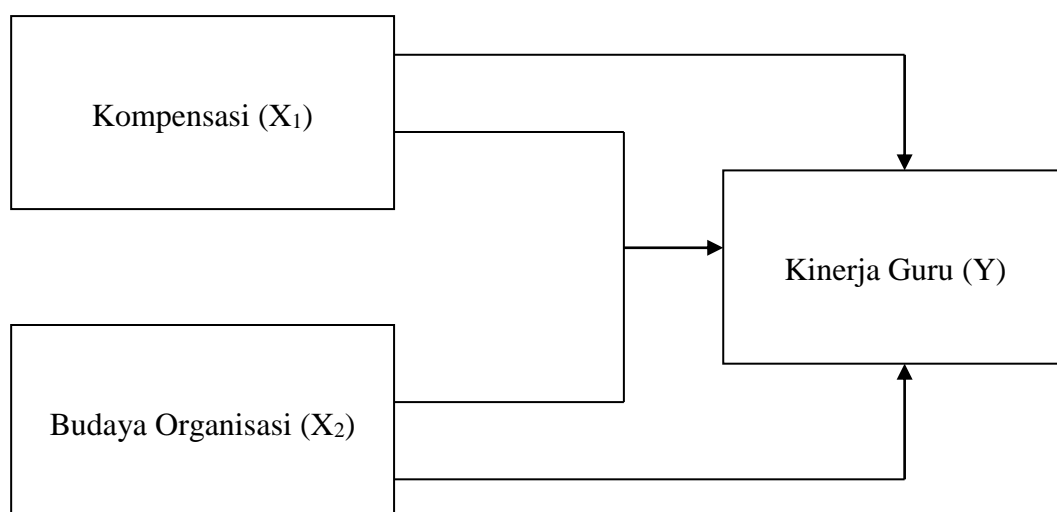 Kompensasi (X₁)
Kinerja Guru (Y)
Budaya Organisasi (X₂)